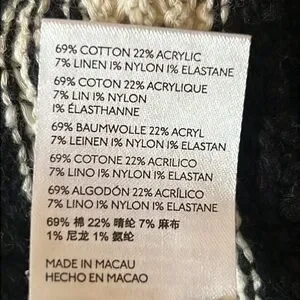 69% COTTON 22% ACRYLIC
7% LINEN 1% NYLON 1% ELASTANE
69% COTON 22% ACRYLIQUE
7% LIN 1% NYLON
1% ÉLASTHANNE
69% BAUMWOLLE 22% ACRYL
7% LEINEN 1% NYLON 1% ELASTAN
69% COTONE 22% ACRILICO
7% LINO 1% NYLON 1% ELASTANE
69% ALGODÓN 22% ACRÍLICO
7% LINO 1% NYLON 1% ELASTANE
69% 棉 22% 晴纶 7% 麻布
1% 尼龙 1% 氨纶
MADE IN MACAU
HECHO EN MACAO